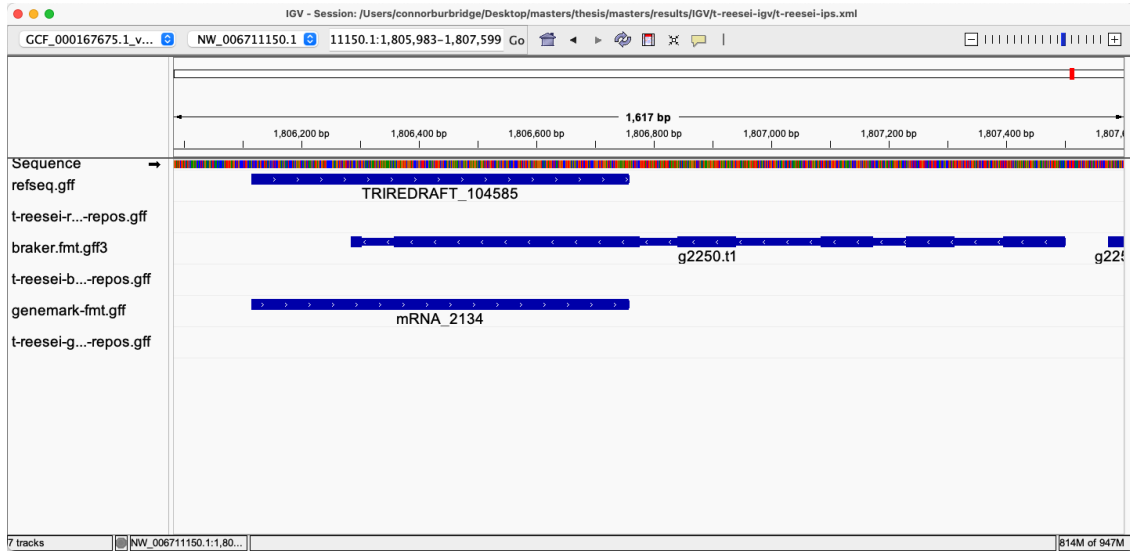 IGV - Session: /Users/connorburbridge/Desktop/masters/thesis/masters/results/IGV/t-reesei-igv/t-reesei-ips.xml
GCF_000167675.1_v... NW_006711150.1 11150.1:1,805,983-1,807,599 Go
1,617 bp
1,806,200 bp 1,806,400 bp 1,806,600 bp 1,806,800 bp 1,807,000 bp 1,807,200 bp 1,807,400 bp 1,807,6
Sequence
refseq.gff
TRIREDRAFT_104585
t-reesei-r...-repos.gff
braker.fmt.gff3
g2250.t1 g225
t-reesei-b...-repos.gff
genemark-fmt.gff
mRNA_2134
t-reesei-g...-repos.gff
7 tracks NW_006711150.1:1,80... 814M of 947M